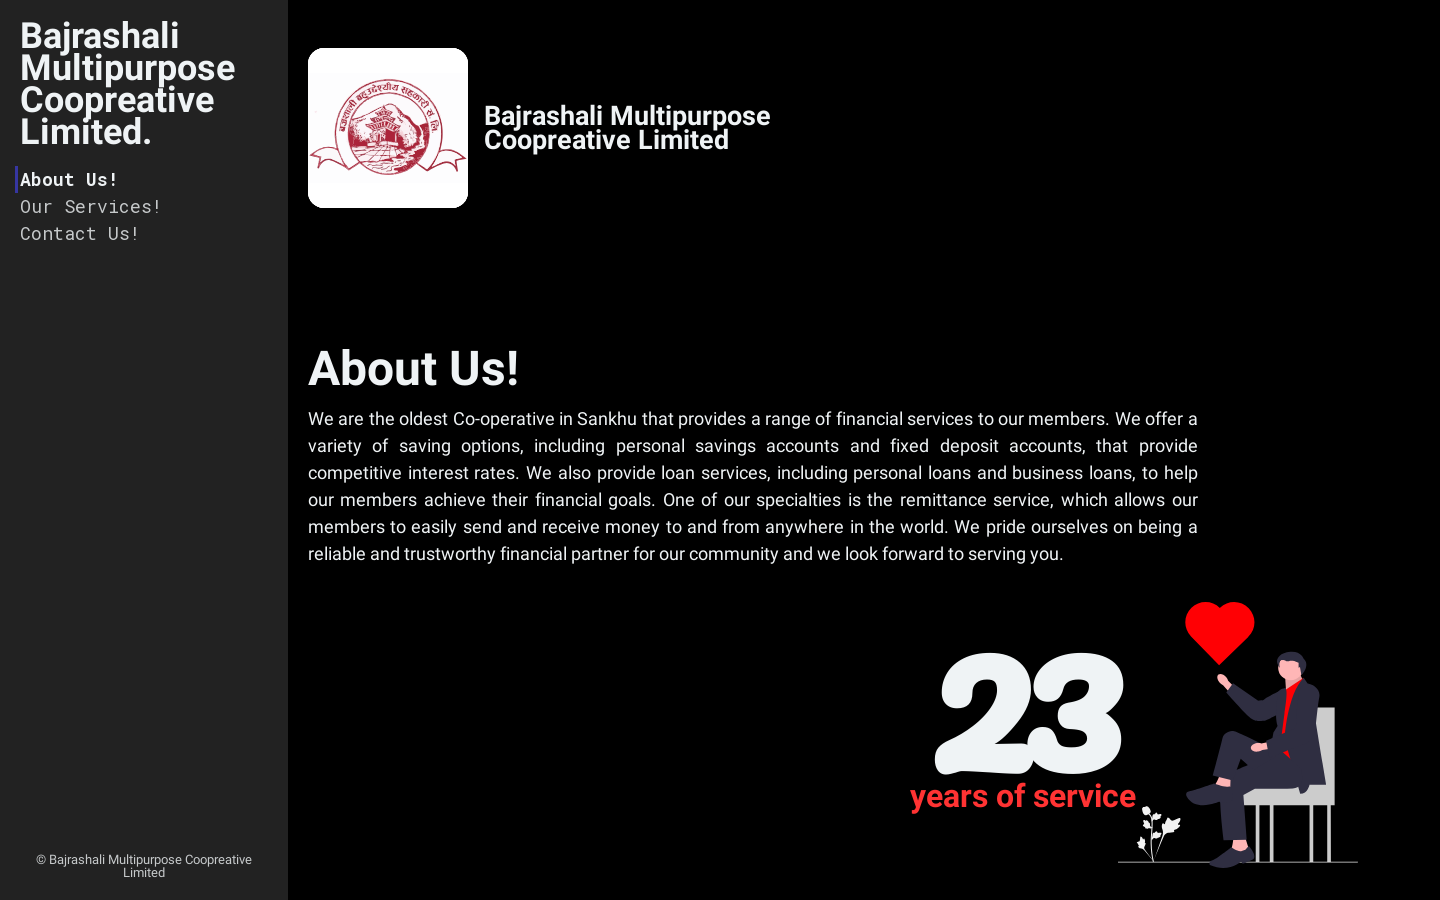 Bajrashali
Multipurpose
Coopreative
Limited.
About Us!
Our Services!
Contact Us!
© Bajrashali Multipurpose Coopreative
Limited
बज्रशाली बहुउद्देश्यीय सहकारी सं. लि.
Bajrashali Multipurpose
Coopreative Limited
About Us!
We are the oldest Co-operative in Sankhu that provides a range of financial services to our members. We offer a
variety of saving options, including personal savings accounts and fixed deposit accounts, that provide
competitive interest rates. We also provide loan services, including personal loans and business loans, to help
our members achieve their financial goals. One of our specialties is the remittance service, which allows our
members to easily send and receive money to and from anywhere in the world. We pride ourselves on being a
reliable and trustworthy financial partner for our community and we look forward to serving you.
23
years of service